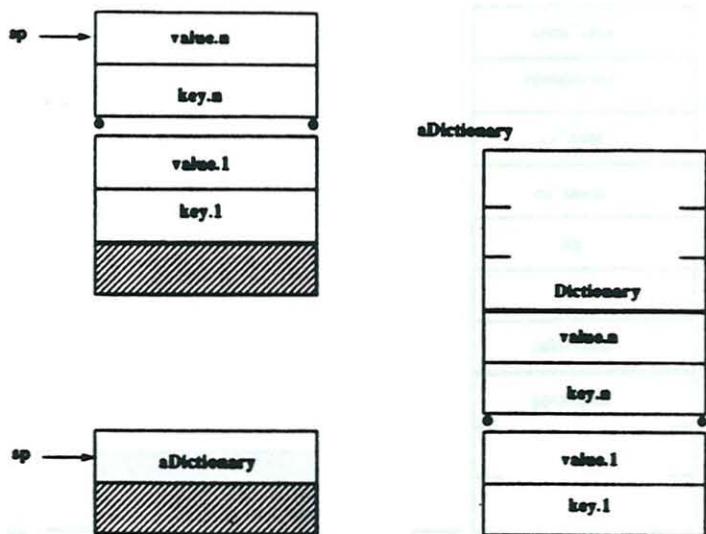 sp
value.n
key.n
value.1
key.1
aDictionary
Dictionary
value.n
key.n
value.1
key.1
sp
aDictionary